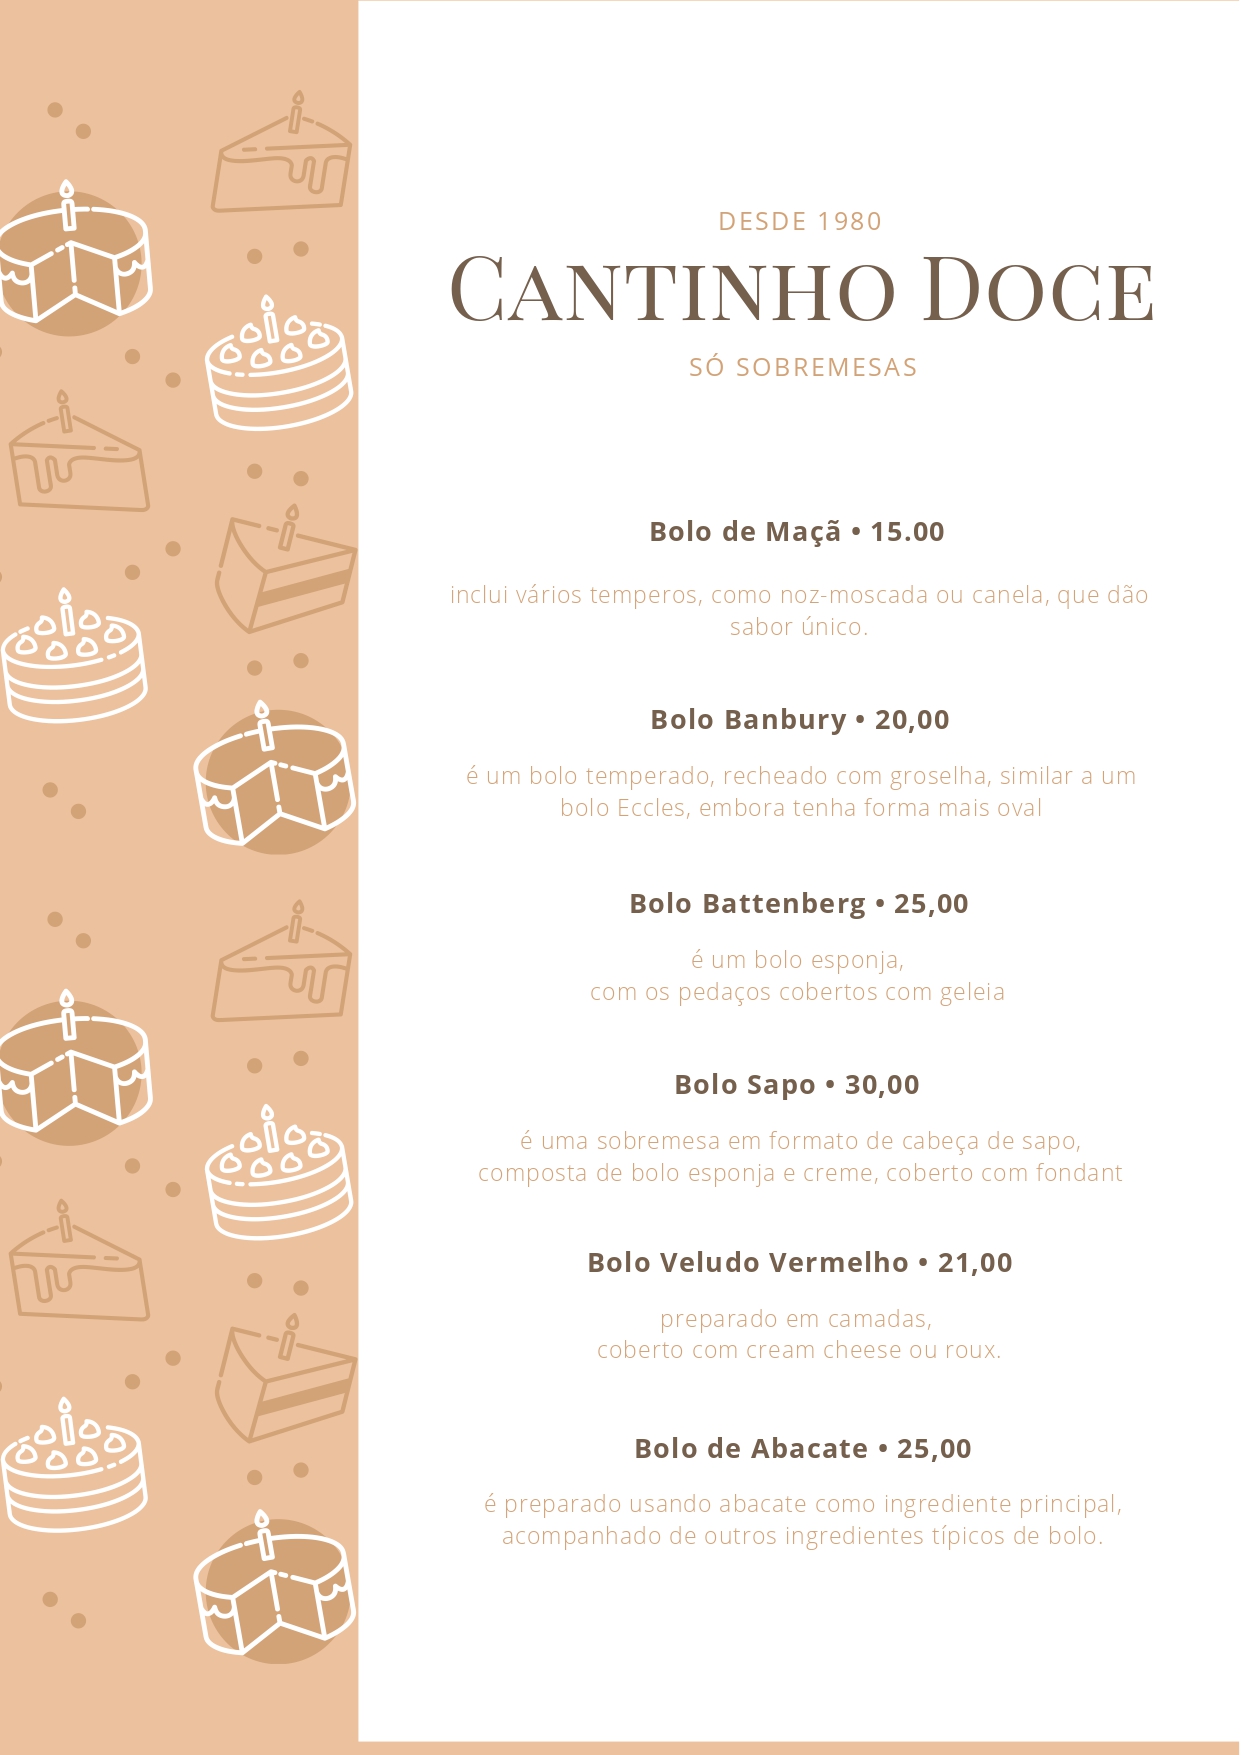 DESDE 1980
CANTINHO DOCE
SÓ SOBREMESAS
Bolo de Maçã • 15.00
inclui vários temperos, como noz-moscada ou canela, que dão
sabor único.
Bolo Banbury • 20,00
é um bolo temperado, recheado com groselha, similar a um
bolo Eccles, embora tenha forma mais oval
Bolo Battenberg • 25,00
é um bolo esponja,
com os pedaços cobertos com geleia
Bolo Sapo • 30,00
é uma sobremesa em formato de cabeça de sapo,
composta de bolo esponja e creme, coberto com fondant
Bolo Veludo Vermelho • 21,00
preparado em camadas,
coberto com cream cheese ou roux.
Bolo de Abacate • 25,00
é preparado usando abacate como ingrediente principal,
acompanhado de outros ingredientes típicos de bolo.